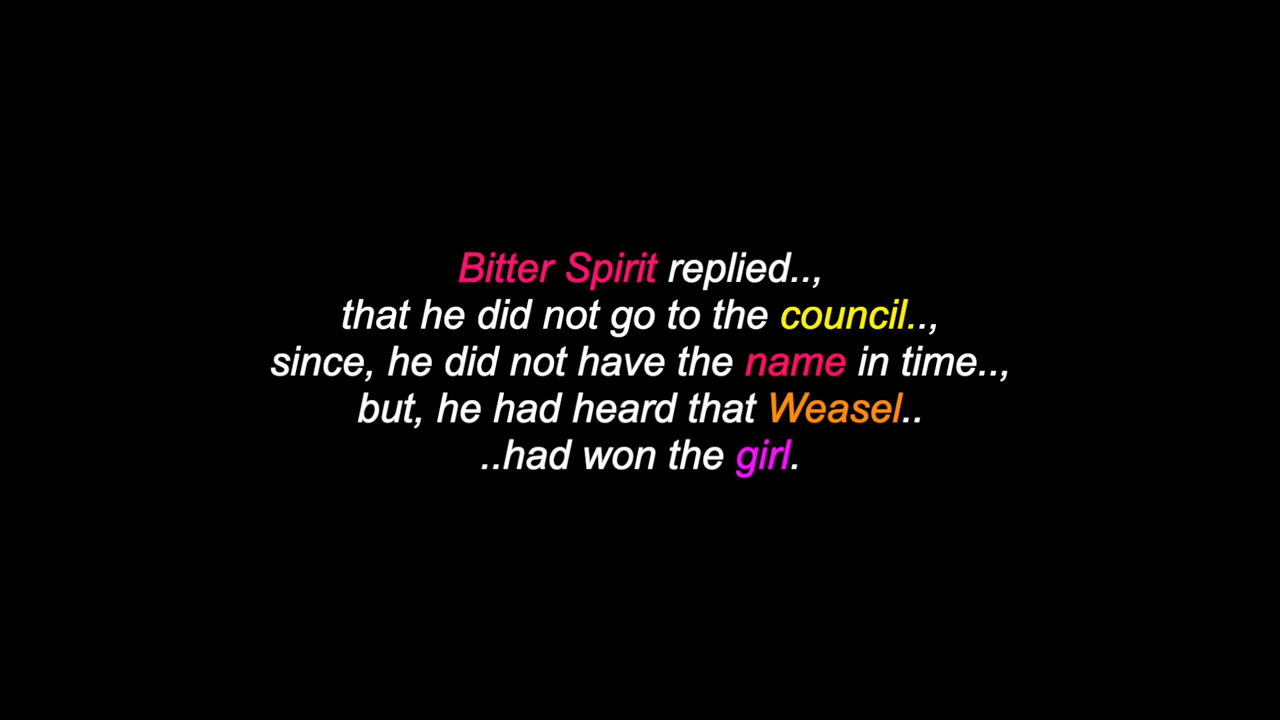 Bitter Spirit replied..,
that he did not go to the council..,
since, he did not have the name in time..,
but, he had heard that Weasel..
..had won the girl.